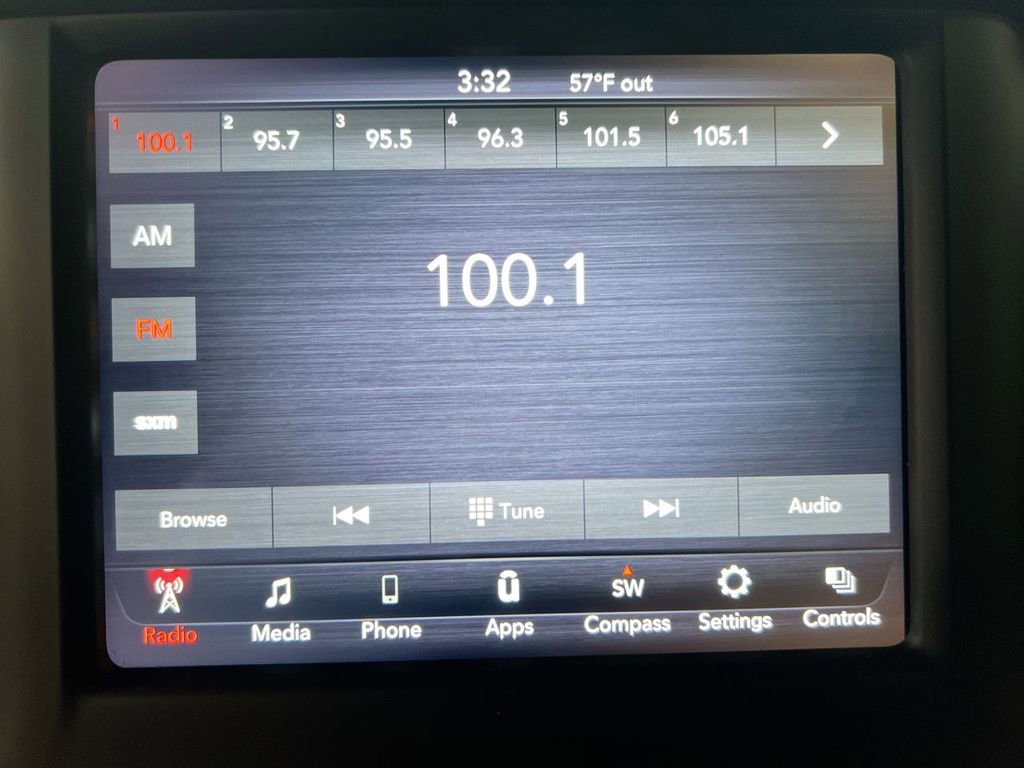 3:32 57°F out
1 100.1 2 95.7 3 95.5 4 96.3 5 101.5 6 105.1
AM
100.1
FM
sxm
Browse Tune Audio
SW
Radio Media Phone Apps Compass Settings Controls